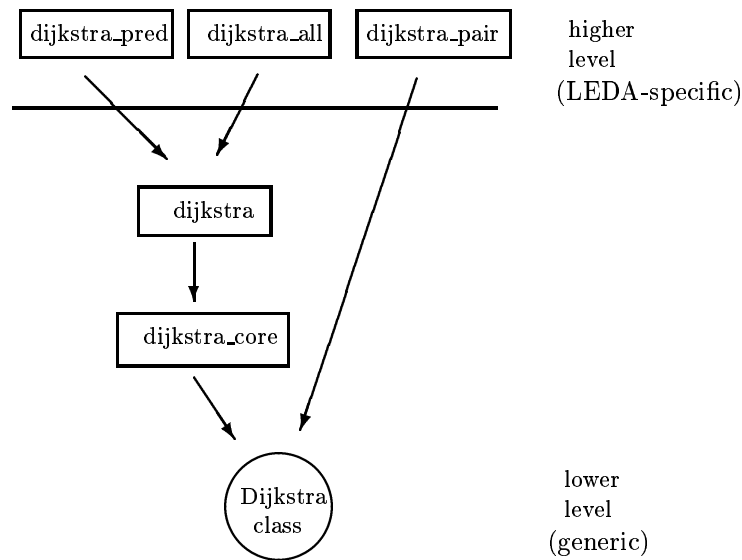 dijkstra_pred
dijkstra_all
dijkstra_pair
higher
level
(LEDA-specific)
dijkstra
dijkstra_core
Dijkstra
class
lower
level
(generic)